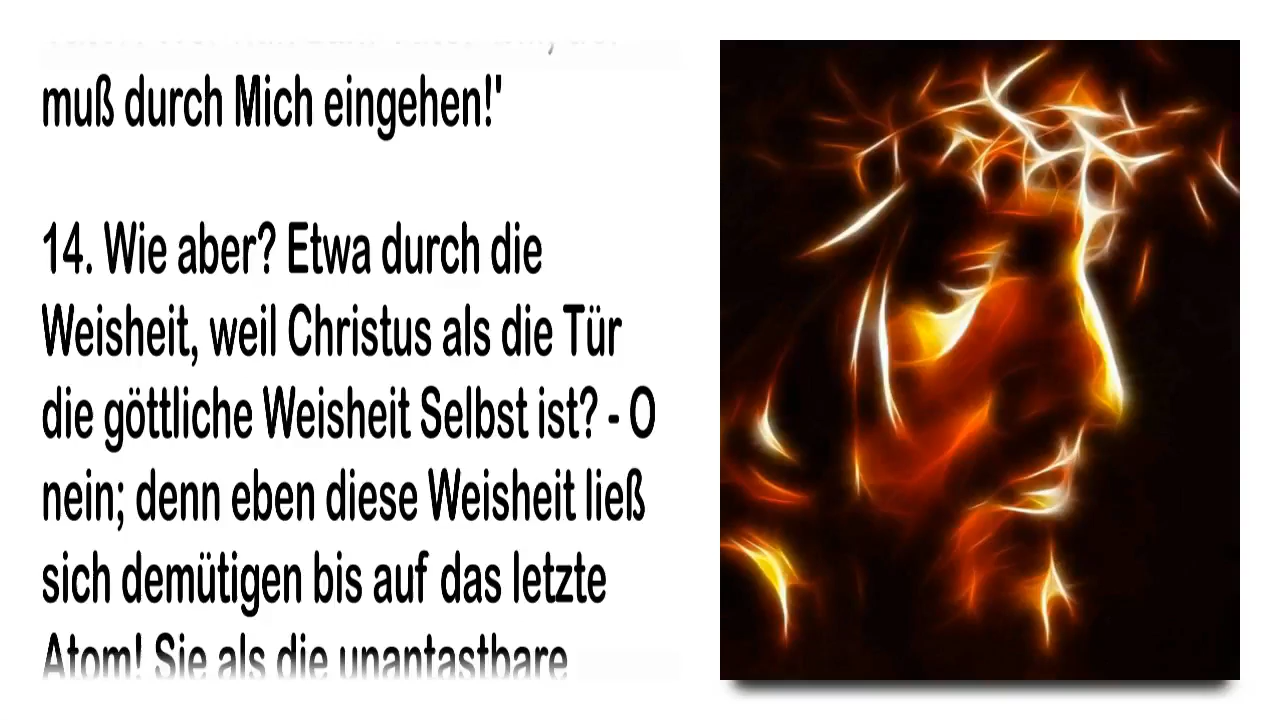 muß durch Mich eingehen!'
14. Wie aber? Etwa durch die
Weisheit, weil Christus als die Tür
die göttliche Weisheit Selbst ist? - O
nein; denn eben diese Weisheit ließ
sich demütigen bis auf das letzte
Atom! Sie als die unantastbare